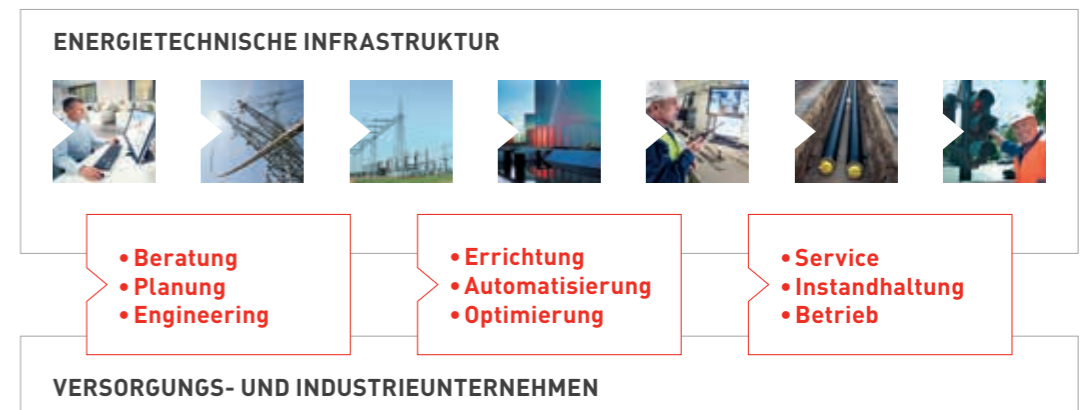 ENERGIETECHNISCHE INFRASTRUKTUR
• Beratung
• Planung
• Engineering
• Errichtung
• Automatisierung
• Optimierung
• Service
• Instandhaltung
• Betrieb
VERSORGUNGS- UND INDUSTRIEUNTERNEHMEN